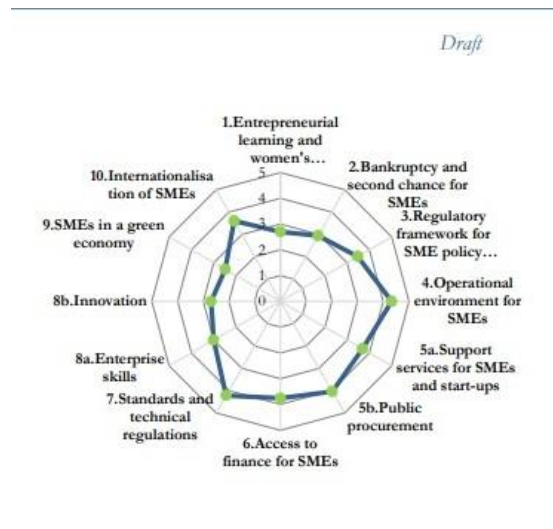 Draft
1.Entrepreneurial
learning and
women's...
2.Bankruptcy and
second chance for
SMEs
3.Regulatory
framework for
SME policy...
4.Operational
environment for
SMEs
5a.Support
services for SMEs
and start-ups
5b.Public
procurement
6.Access to
finance for SMEs
7.Standards and
technical
regulations
8a.Enterprise
skills
8b.Innovation
9.SMEs in a green
economy
10.Internationalisa
tion of SMEs
5
4
3
2
1
0